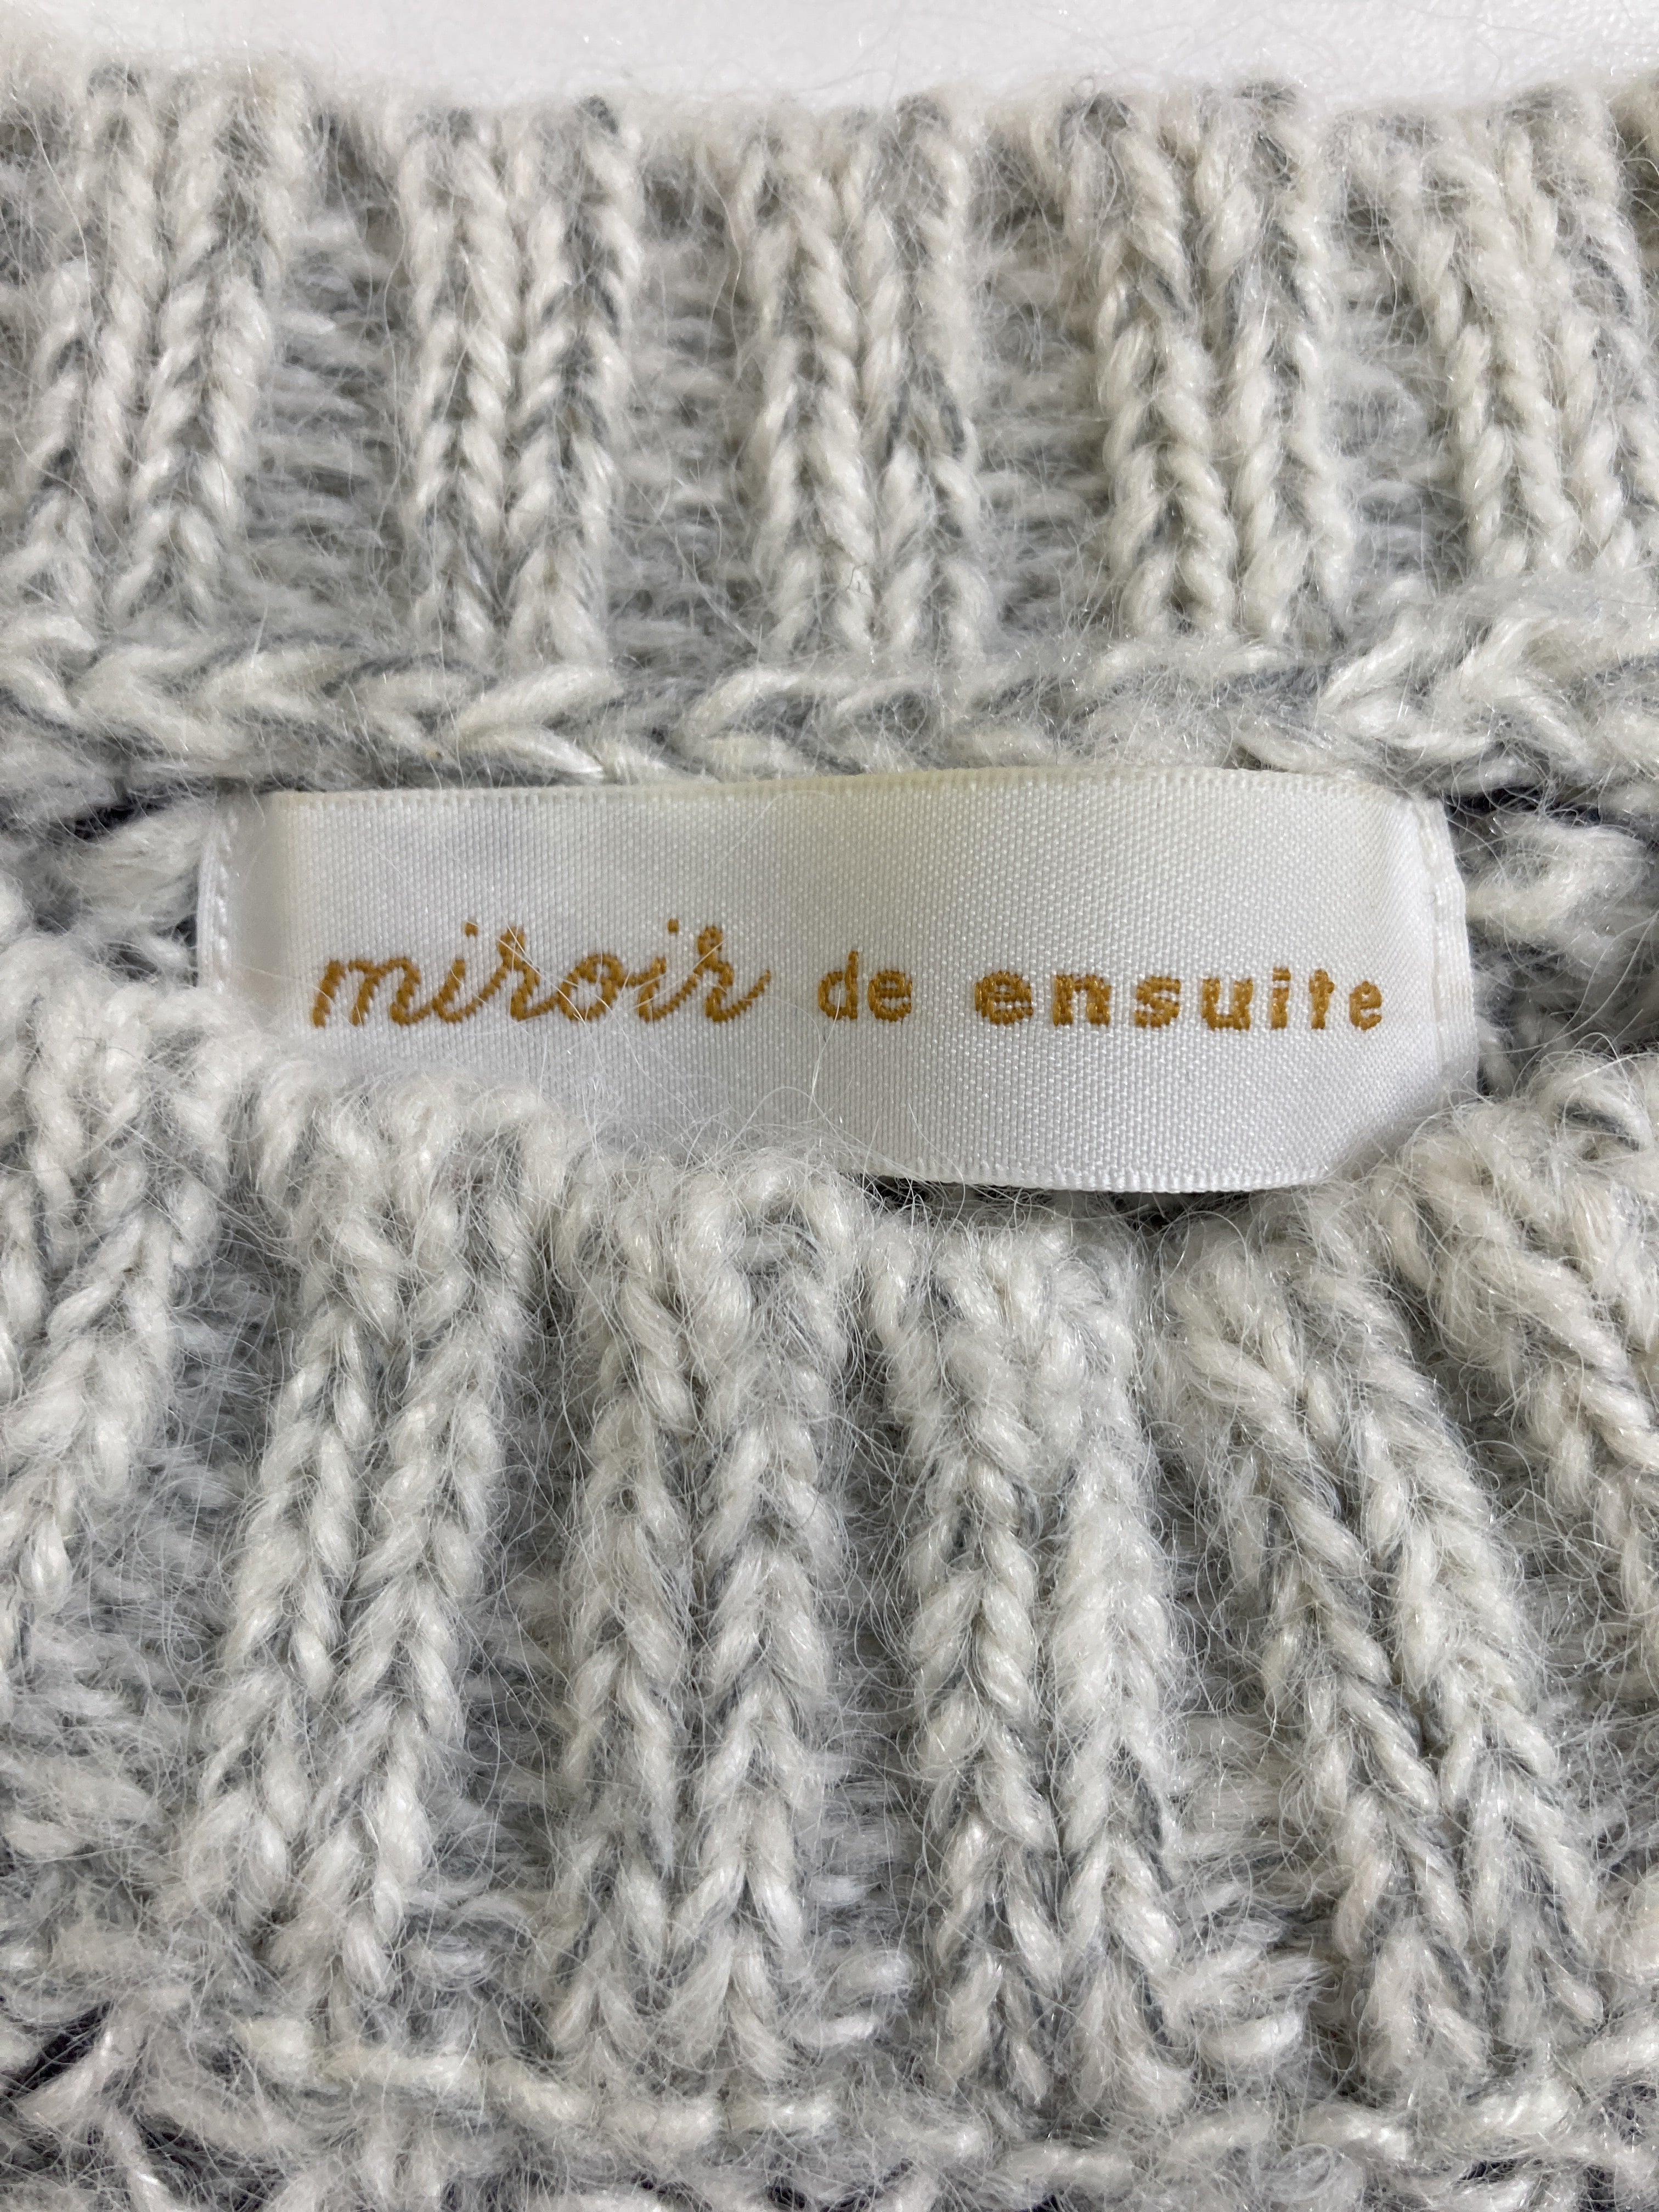 miroir de ensuite